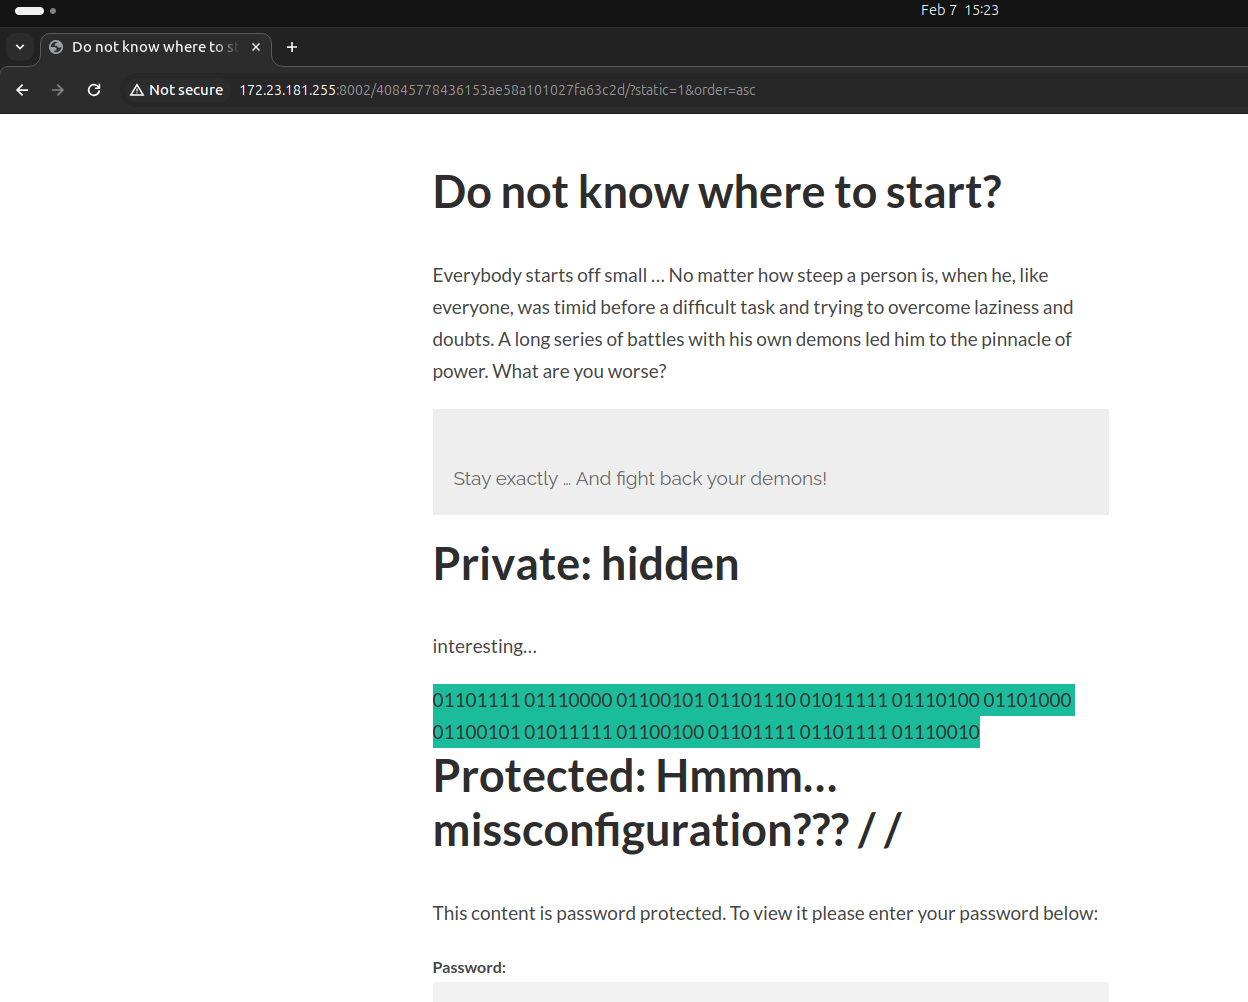 Feb 7 15:23
Do not know where to st
Not secure 172.23.181.255:8002/40845778436153ae58a101027fa63c2d/?static=1&order=asc
Do not know where to start?
Everybody starts off small … No matter how steep a person is, when he, like
everyone, was timid before a difficult task and trying to overcome laziness and
doubts. A long series of battles with his own demons led him to the pinnacle of
power. What are you worse?
Stay exactly … And fight back your demons!
Private: hidden
interesting…
01101111 01110000 01100101 01101110 01011111 01110100 01101000
01100101 01011111 01100100 01101111 01101111 01110010
Protected: Hmmm…
missconfiguration??? / /
This content is password protected. To view it please enter your password below:
Password: